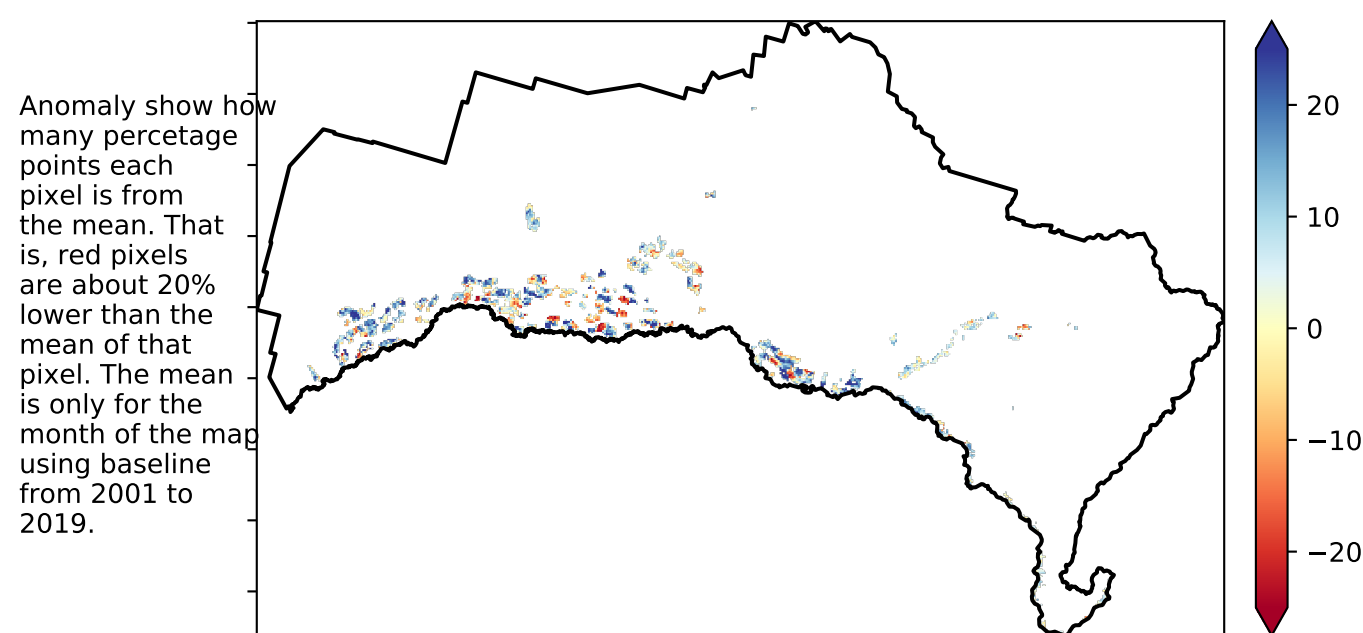 Anomaly show how
many percetage
points each
pixel is from
the mean. That
is, red pixels
are about 20%
lower than the
mean of that
pixel. The mean
is only for the
month of the map
using baseline
from 2001 to
2019.
20
10
0
−10
−20